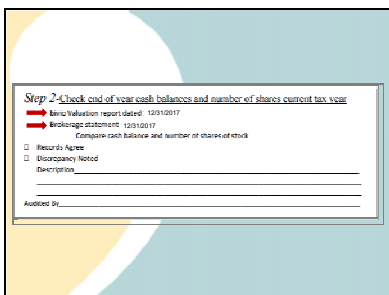 Step 2-Check end of year cash balances and number of shares current tax year
Valuation report dated: 12/31/2017
Brokerage statement 12/31/2017
Compare cash balance and number of shares of stock
☐ Records Agree
☐ Discrepancy Noted
Description
Audited By